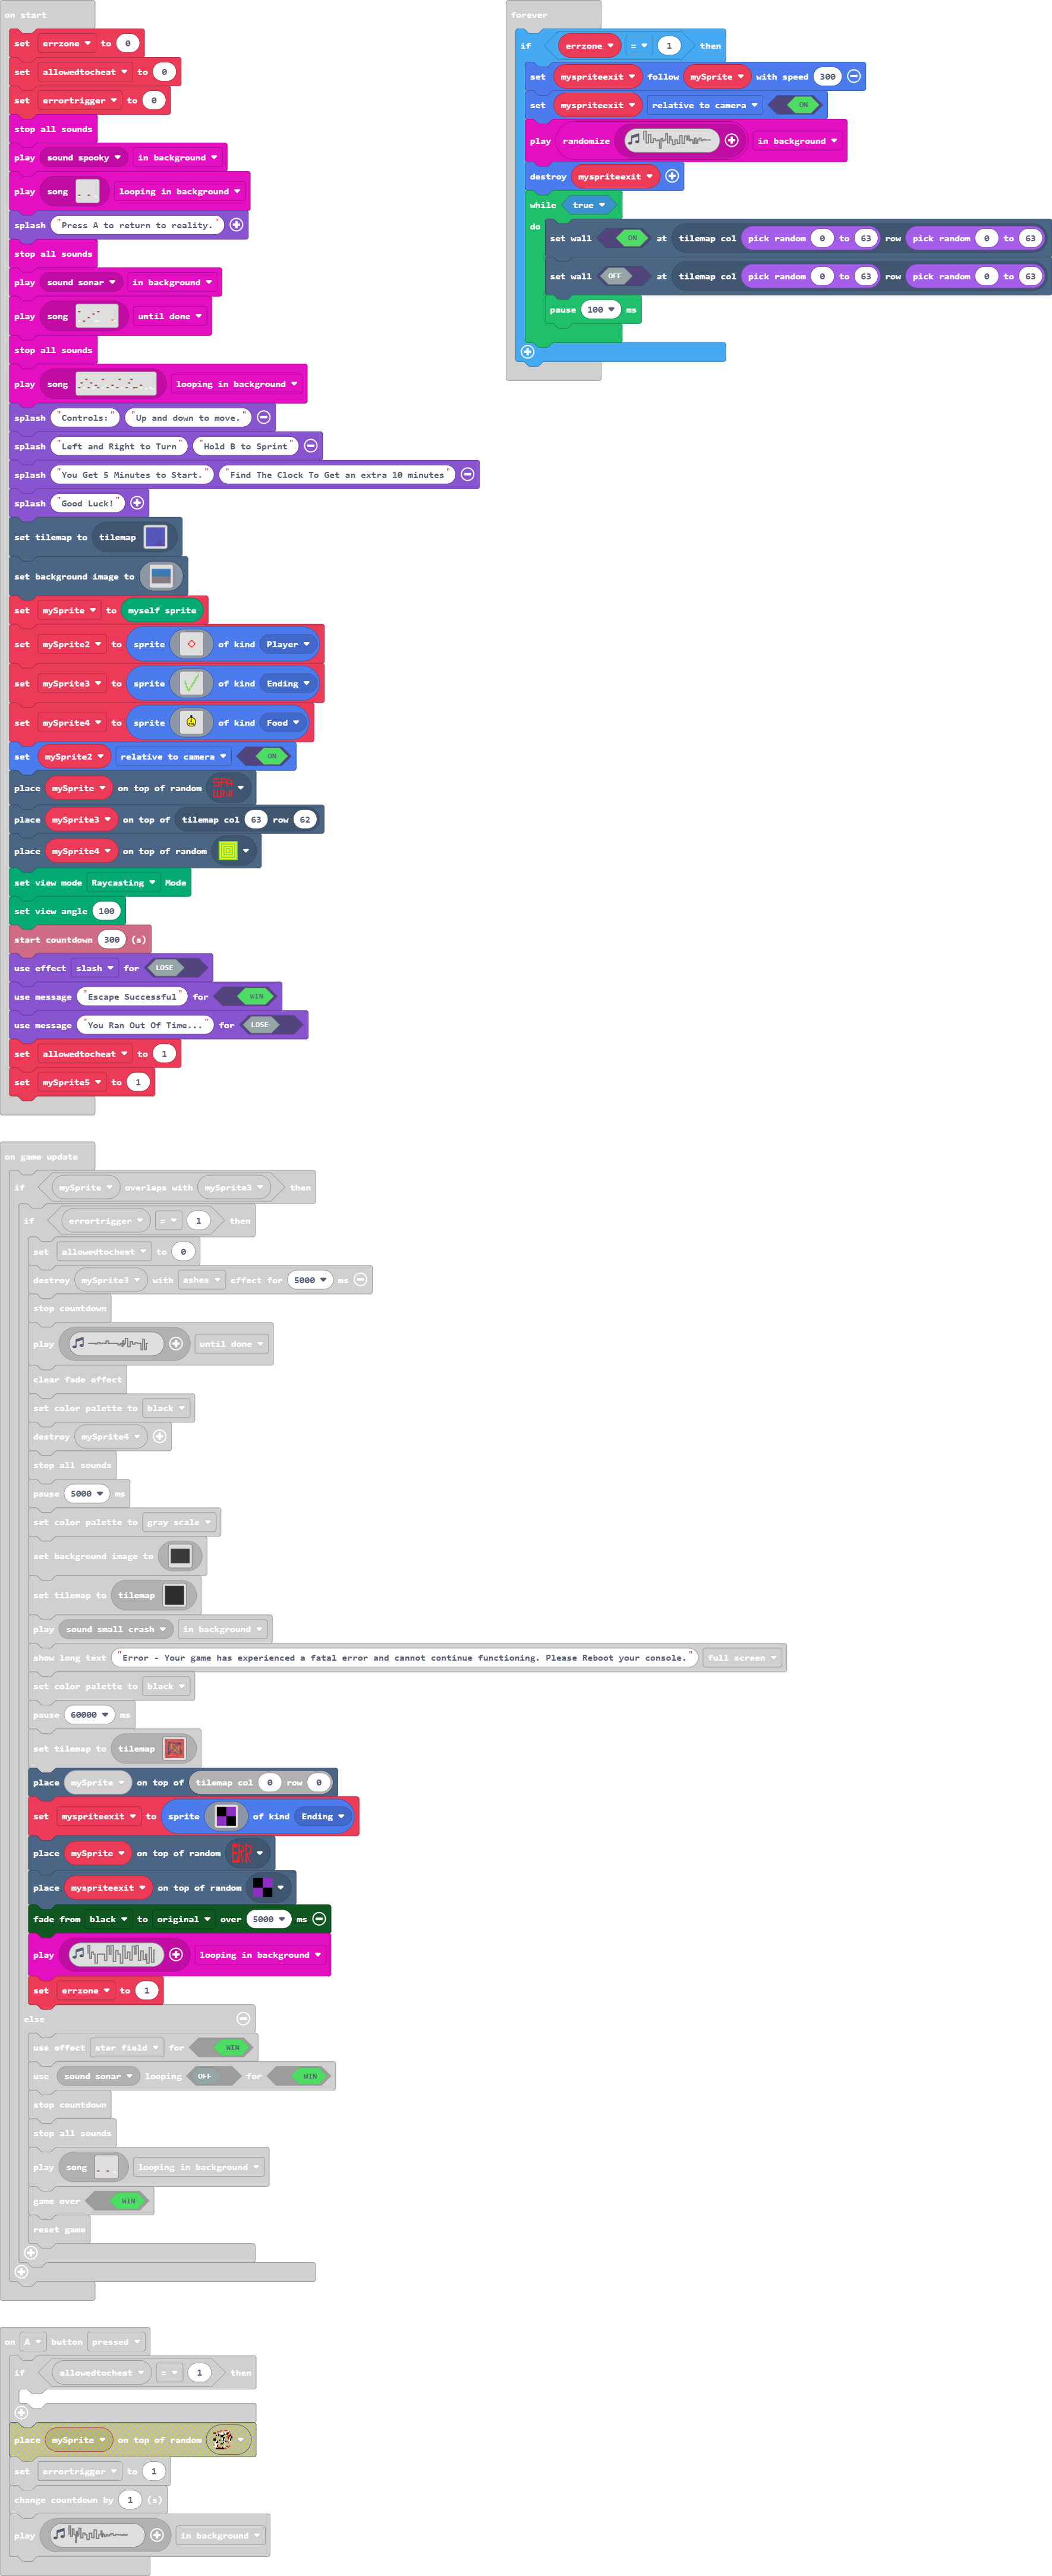 on start
set errzone to 0
set allowedtocheat to 0
set errortrigger to 0
stop all sounds
play sound spooky in background
play song looping in background
splash "Press A to return to reality."
stop all sounds
play sound sonar in background
play song until done
stop all sounds
play song looping in background
splash "Controls:" "Up and down to move."
splash "Left and Right to Turn" "Hold B to Sprint"
splash "You Get 5 Minutes to Start." "Find The Clock To Get an extra 10 minutes"
splash "Good Luck!"
set tilemap to tilemap
set background image to
set mySprite to myself sprite
set mySprite2 to sprite of kind Player
set mySprite3 to sprite of kind Ending
set mySprite4 to sprite of kind Food
set mySprite2 relative to camera ON
place mySprite on top of random
place mySprite3 on top of tilemap col 63 row 62
place mySprite4 on top of random
set view mode Raycasting Mode
set view angle 100
start countdown 300 (s)
use effect slash for LOSE
use message "Escape Successful" for WIN
use message "You Ran Out Of Time..." for LOSE
set allowedtocheat to 1
set mySprite5 to 1
forever
if errzone = 1 then
set myspriteexit follow mySprite with speed 300
set myspriteexit relative to camera ON
play randomize in background
destroy myspriteexit
while true
do
set wall ON at tilemap col pick random 0 to 63 row pick random 0 to 63
set wall OFF at tilemap col pick random 0 to 63 row pick random 0 to 63
pause 100 ms
on game update
if mySprite overlaps with mySprite3 then
if errortrigger = 1 then
set allowedtocheat to 0
destroy mySprite3 with ashes effect for 5000 ms
stop countdown
play until done
clear fade effect
set color palette to black
destroy mySprite4
stop all sounds
pause 5000 ms
set color palette to gray scale
set background image to
set tilemap to tilemap
play sound small crash in background
show long text "Error - Your game has experienced a fatal error and cannot continue functioning. Please Reboot your console." full screen
set color palette to black
pause 60000 ms
set tilemap to tilemap
place mySprite on top of tilemap col 0 row 0
set myspriteexit to sprite of kind Ending
place mySprite on top of random
place myspriteexit on top of random
fade from black to original over 5000 ms
play looping in background
set errzone to 1
else
use effect star field for WIN
use sound sonar looping OFF for WIN
stop countdown
stop all sounds
play song looping in background
game over WIN
reset game
on A button pressed
if allowedtocheat = 1 then
place mySprite on top of random
set errortrigger to 1
change countdown by 1 (s)
play in background